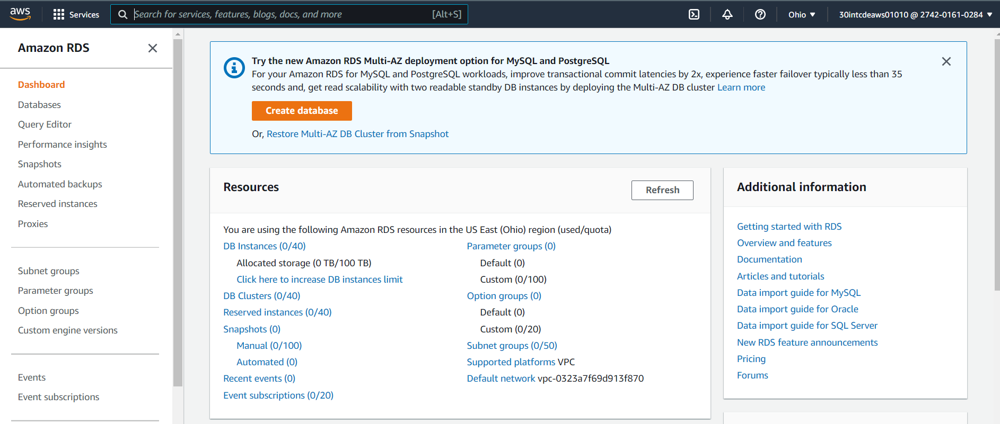 aws
Services
Search for services, features, blogs, docs, and more
[Alt+S]
Ohio
30intcdeaws01010 @ 2742-0161-0284
Amazon RDS
Dashboard
Databases
Query Editor
Performance insights
Snapshots
Automated backups
Reserved instances
Proxies
Subnet groups
Parameter groups
Option groups
Custom engine versions
Events
Event subscriptions
Try the new Amazon RDS Multi-AZ deployment option for MySQL and PostgreSQL
For your Amazon RDS for MySQL and PostgreSQL workloads, improve transactional commit latencies by 2x, experience faster failover typically less than 35
seconds and, get read scalability with two readable standby DB instances by deploying the Multi-AZ DB cluster Learn more
Create database
Or, Restore Multi-AZ DB Cluster from Snapshot
Resources
Refresh
You are using the following Amazon RDS resources in the US East (Ohio) region (used/quota)
DB Instances (0/40)
Allocated storage (0 TB/100 TB)
Click here to increase DB instances limit
DB Clusters (0/40)
Reserved instances (0/40)
Snapshots (0)
Manual (0/100)
Automated (0)
Recent events (0)
Event subscriptions (0/20)
Parameter groups (0)
Default (0)
Custom (0/100)
Option groups (0)
Default (0)
Custom (0/20)
Subnet groups (0/50)
Supported platforms VPC
Default network vpc-0323a7f69d913f870
Additional information
Getting started with RDS
Overview and features
Documentation
Articles and tutorials
Data import guide for MySQL
Data import guide for Oracle
Data import guide for SQL Server
New RDS feature announcements
Pricing
Forums